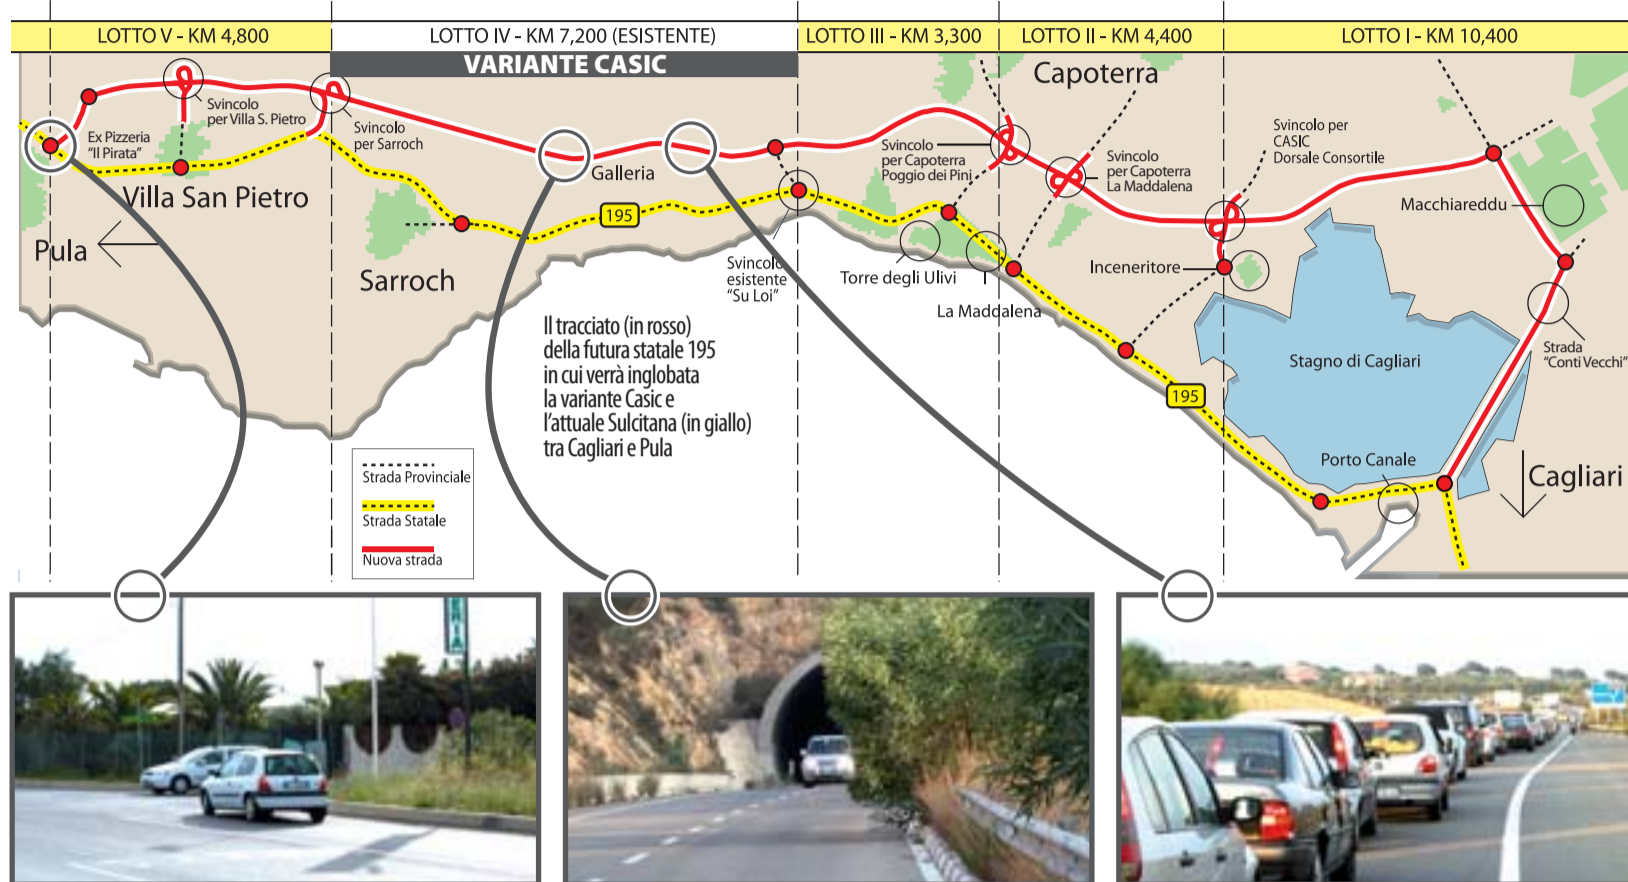 LOTTO V - KM 4,800
LOTTO IV - KM 7,200 (ESISTENTE)
LOTTO III - KM 3,300
LOTTO II - KM 4,400
LOTTO I - KM 10,400
VARIANTE CASIC
Capoterra
Svincolo
per Villa S. Pietro
Svincolo
per Sarroch
Ex Pizzeria
"Il Pirata"
Villa San Pietro
Pula
Sarroch
Galleria
195
Svincolo
esistente
"Su Loi"
Svincolo
per Capoterra
Poggio dei Pini
Svincolo
per Capoterra
La Maddalena
Svincolo per
CASIC
Dorsale Consortile
Macchiareddu
Torre degli Ulivi
La Maddalena
Inceneritore
Stagno di Cagliari
Strada
"Conti Vecchi"
195
Porto Canale
Cagliari
Il tracciato (in rosso)
della futura statale 195
in cui verrà inglobata
la variante Casic e
l'attuale Sulcitana (in giallo)
tra Cagliari e Pula
Strada Provinciale
Strada Statale
Nuova strada
ERIA